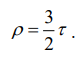 ρ = 3/2 τ .